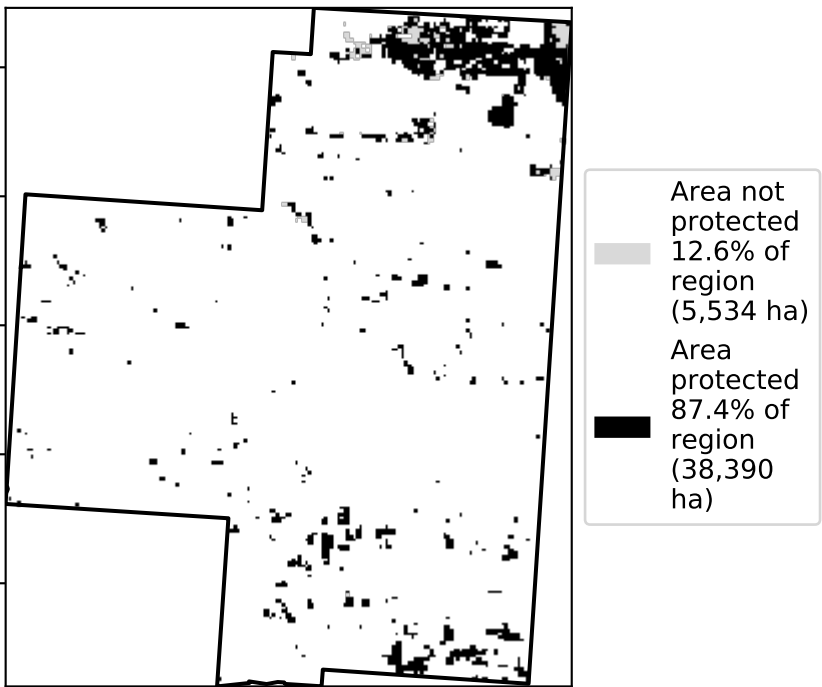 Area not
protected
12.6% of
region
(5,534 ha)
Area
protected
87.4% of
region
(38,390
ha)